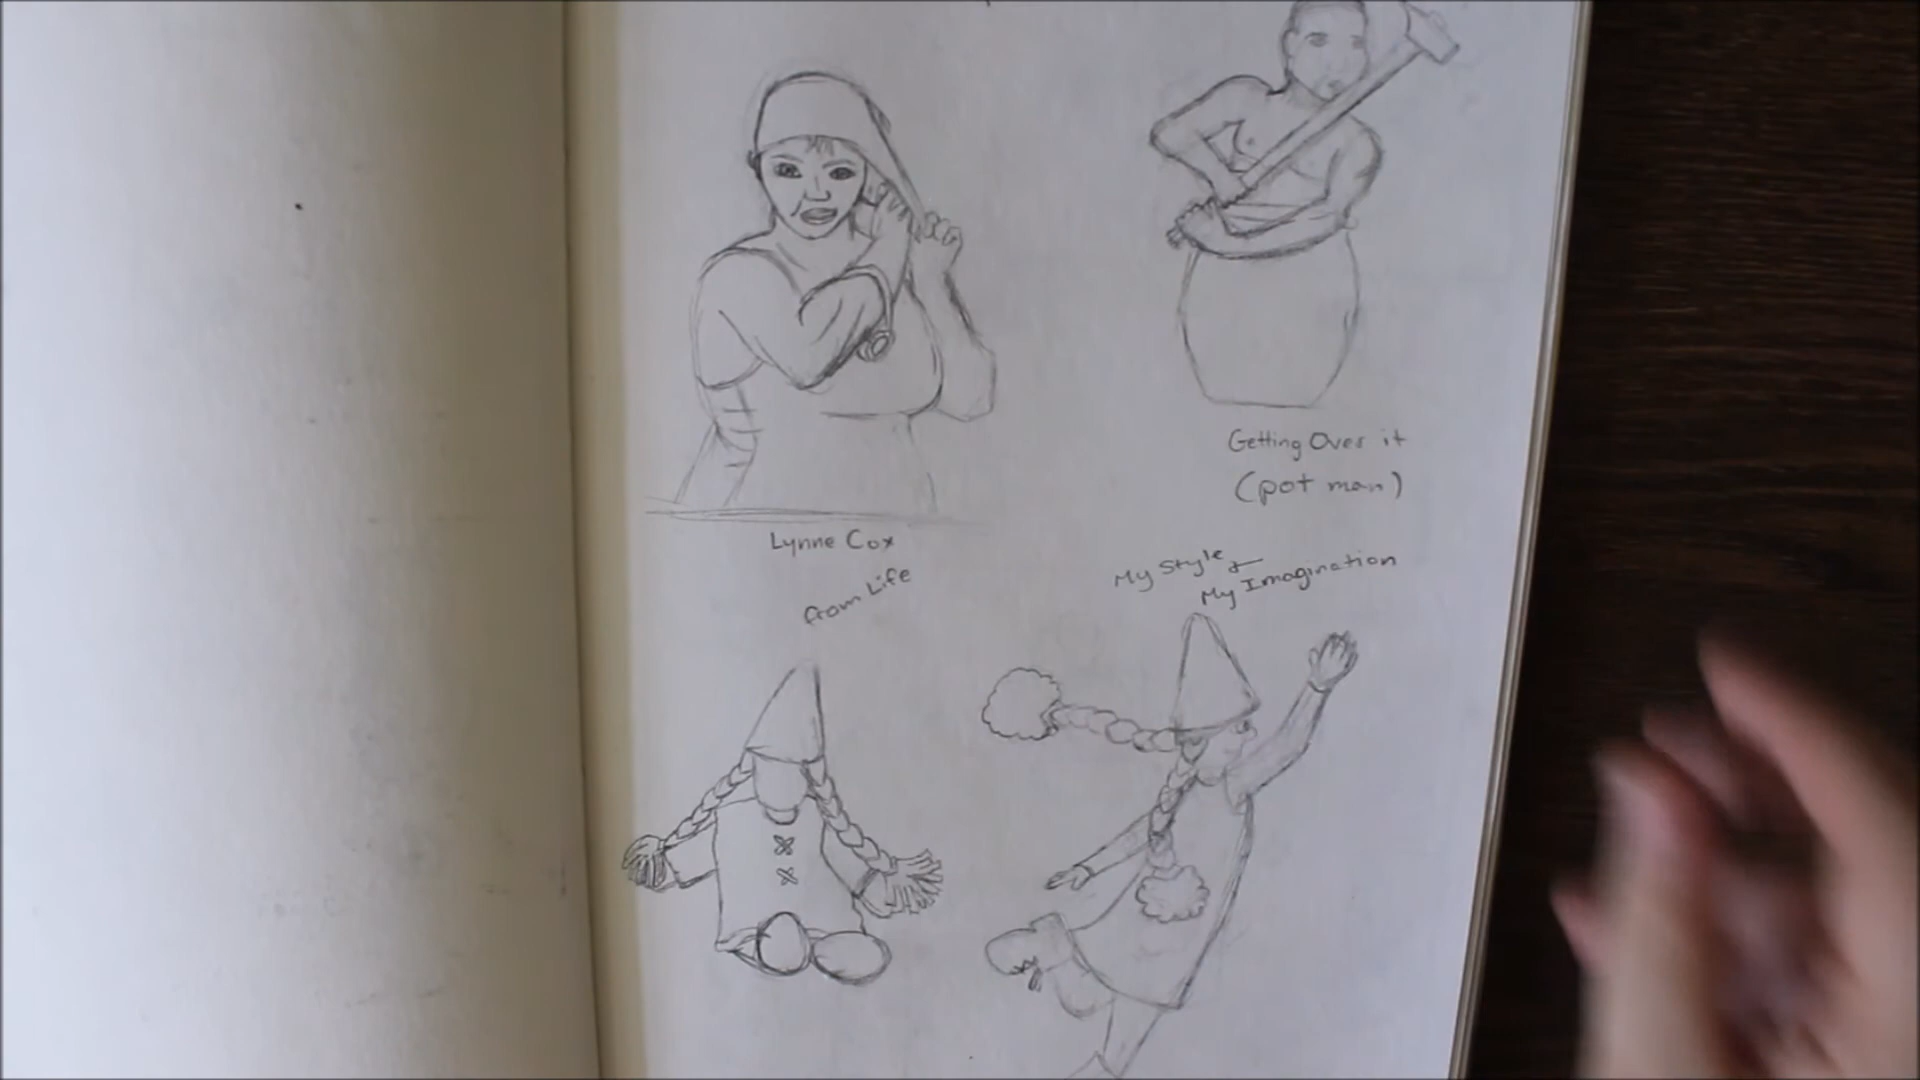 Getting Over it
(pot man)
Lynne Cox
from Life
My Style &
My Imagination